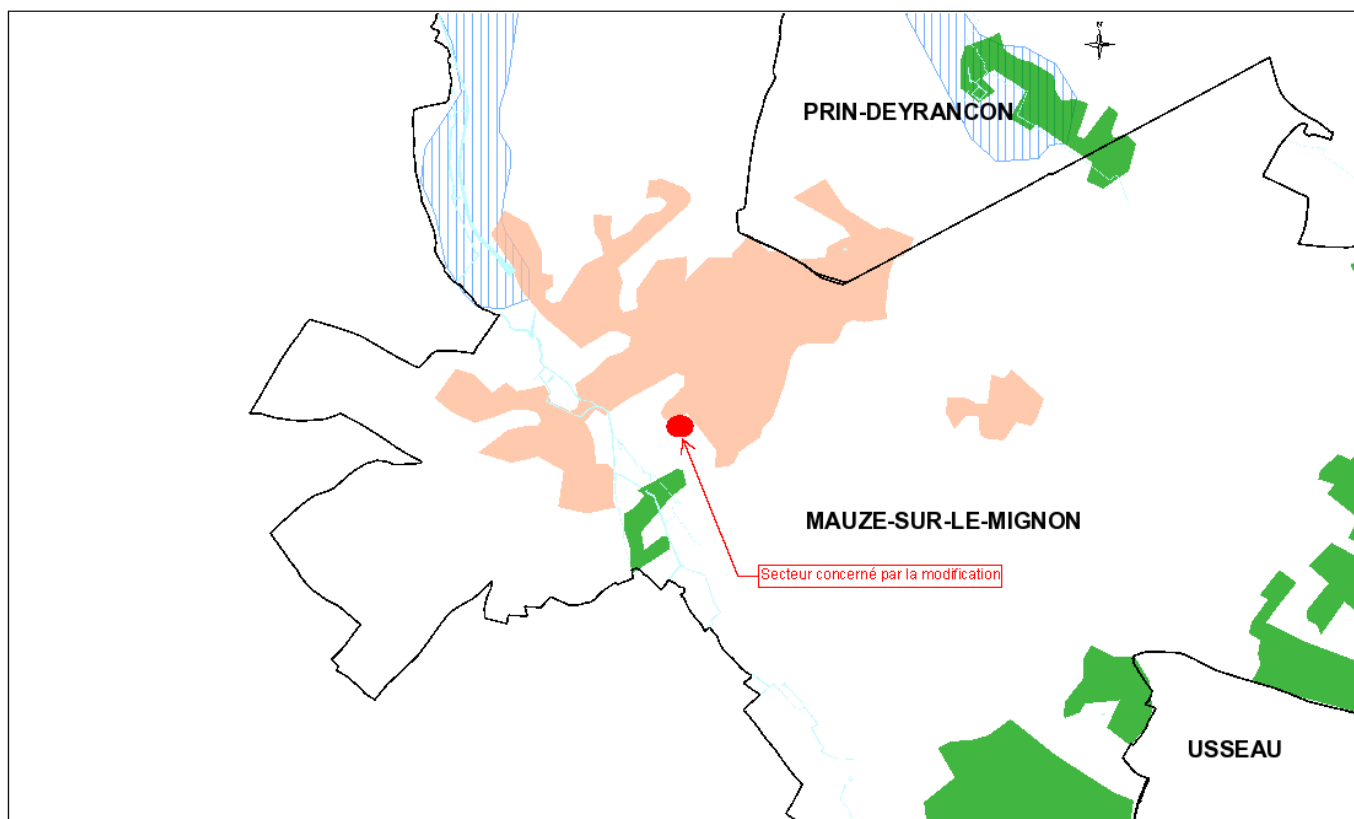 N
PRIN-DEYRANCON
MAUZE-SUR-LE-MIGNON
Secteur concerné par la modification
USSEAU